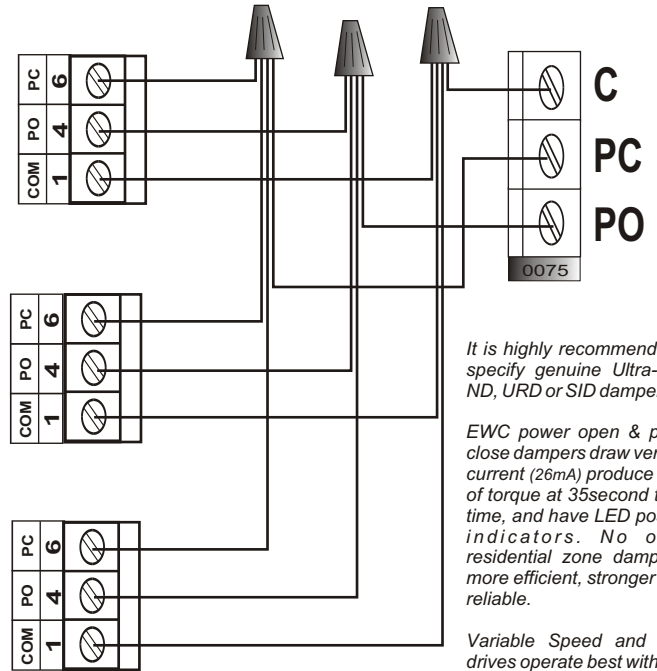 PC 6
PO 4
COM 1
C
PC
PO
0075
PC 6
PO 4
COM 1
PC 6
PO 4
COM 1
It is highly recommend
specify genuine Ultra-
ND, URD or SID dampe
EWC power open & p
close dampers draw ver
current (26mA) produce
of torque at 35second t
time, and have LED po
indicators. No o
residential zone damp
more efficient, stronger
reliable.
Variable Speed and
drives operate best with